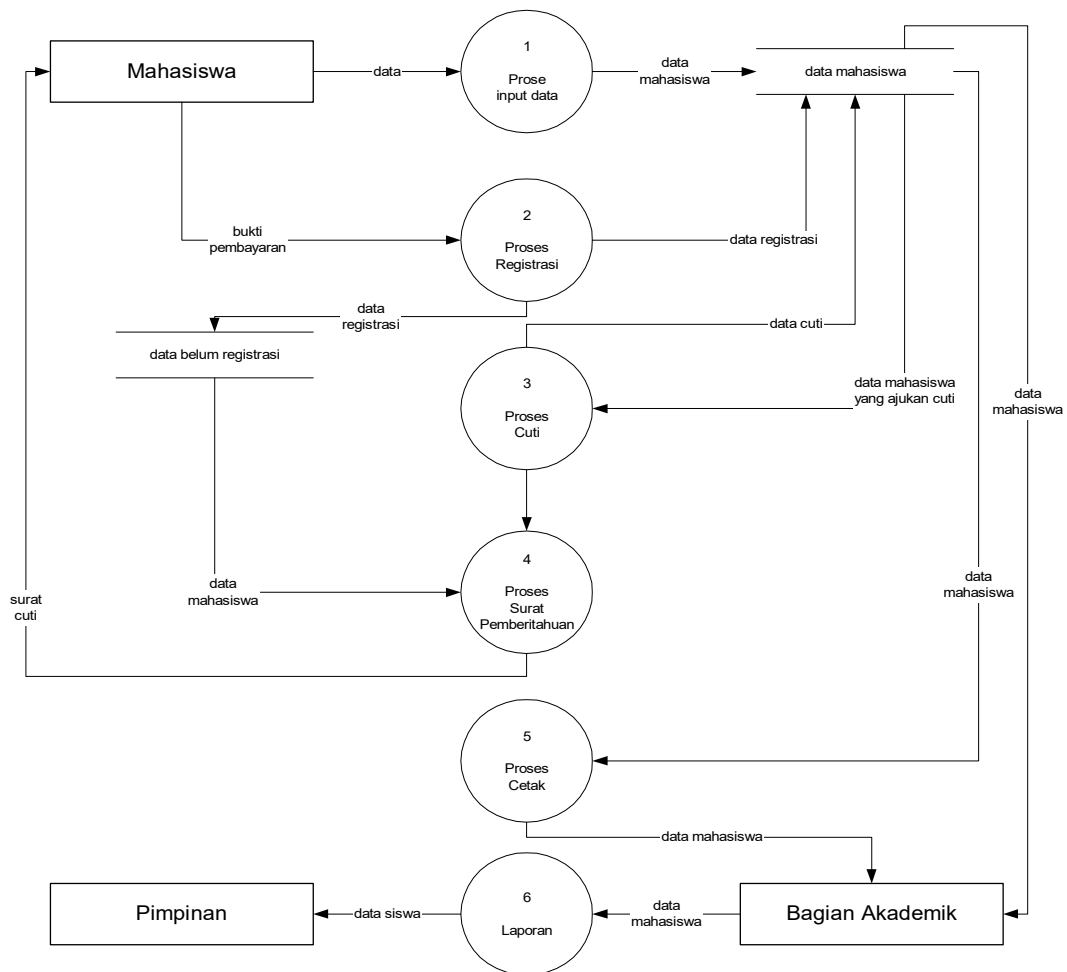 Mahasiswa
data
1
Prose
input data
data
mahasiswa
data mahasiswa
bukti
pembayaran
2
Proses
Registrasi
data registrasi
data
registrasi
data cuti
data belum registrasi
3
Proses
Cuti
data mahasiswa
yang ajukan cuti
data
mahasiswa
data
mahasiswa
surat
cuti
data
mahasiswa
4
Proses
Surat
Pemberitahuan
5
Proses
Cetak
data mahasiswa
Pimpinan
data siswa
6
Laporan
data
mahasiswa
Bagian Akademik